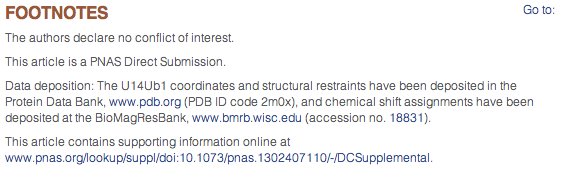 FOOTNOTES
Go to:
The authors declare no conflict of interest.
This article is a PNAS Direct Submission.
Data deposition: The U14Ub1 coordinates and structural restraints have been deposited in the
Protein Data Bank, www.pdb.org (PDB ID code 2m0x), and chemical shift assignments have been
deposited at the BioMagResBank, www.bmrb.wisc.edu (accession no. 18831).
This article contains supporting information online at
www.pnas.org/lookup/suppl/doi:10.1073/pnas.1302407110/-/DCSupplemental.